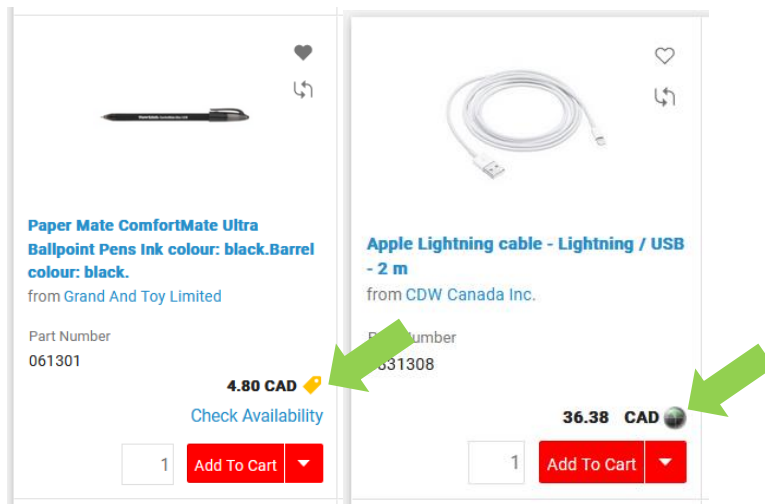 Paper Mate ComfortMate Ultra
Ballpoint Pens Ink colour: black.Barrel
colour: black.
from Grand And Toy Limited
Part Number
061301
4.80 CAD
Check Availability
1 Add To Cart
Apple Lightning cable - Lightning / USB
- 2 m
from CDW Canada Inc.
36.38 CAD
1 Add To Cart